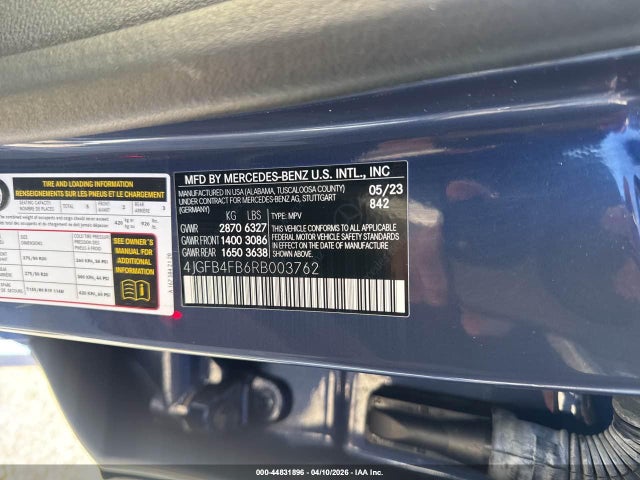 TIRE AND LOADING INFORMATION
RENSEIGNEMENTS SUR LES PNEUS ET LE CHARGEMENT
SEE OWNER'S
MANUAL FOR
ADDITIONAL
INFORMATION
MFD BY MERCEDES-BENZ U.S. INTL., INC
MANUFACTURED IN USA (ALABAMA, TUSCALOOSA COUNTY)
UNDER CONTRACT FOR MERCEDES-BENZ AG, STUTTGART
(GERMANY)
05/23
842
KG LBS TYPE: MPV
GVWR 2870 6327
GAWR FRONT 1400 3086
GAWR REAR 1650 3638
THIS VEHICLE CONFORMS TO ALL APPLICABLE
FEDERAL MOTOR VEHICLE SAFETY STANDARDS
IN EFFECT ON THE DATE OF MANUFACTURE
SHOWN ABOVE.
4JGFB4FB6RB003762
000-44831896 - 04/10/2026 - IAA Inc.